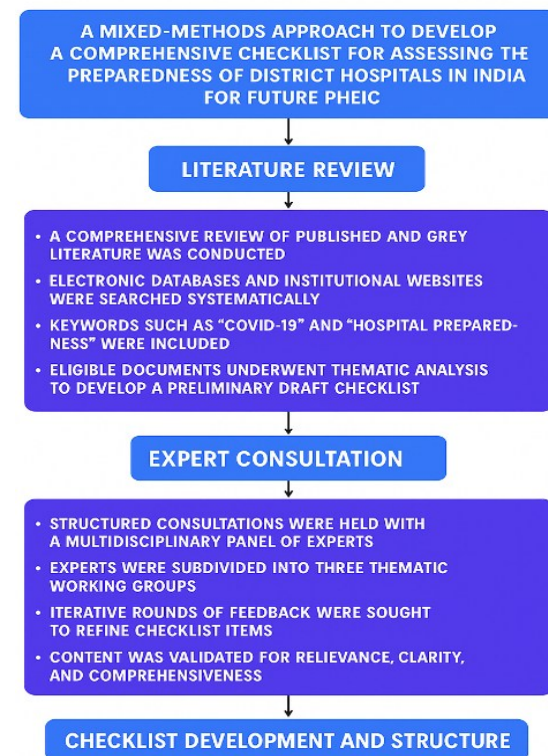 A MIXED-METHODS APPROACH TO DEVELOP
A COMPREHENSIVE CHECKLIST FOR ASSESSING THE
PREPAREDNESS OF DISTRICT HOSPITALS IN INDIA
FOR FUTURE PHEIC
LITERATURE REVIEW
• A COMPREHENSIVE REVIEW OF PUBLISHED AND GREY
LITERATURE WAS CONDUCTED
• ELECTRONIC DATABASES AND INSTITUTIONAL WEBSITES
WERE SEARCHED SYSTEMATICALLY
• KEYWORDS SUCH AS “COVID-19” AND “HOSPITAL PREPARED-
NESS” WERE INCLUDED
• ELIGIBLE DOCUMENTS UNDERWENT THEMATIC ANALYSIS
TO DEVELOP A PRELIMINARY DRAFT CHECKLIST
EXPERT CONSULTATION
• STRUCTURED CONSULTATIONS WERE HELD WITH
A MULTIDISCIPLINARY PANEL OF EXPERTS
• EXPERTS WERE SUBDIVIDED INTO THREE THEMATIC
WORKING GROUPS
• ITERATIVE ROUNDS OF FEEDBACK WERE SOUGHT
TO REFINE CHECKLIST ITEMS
• CONTENT WAS VALIDATED FOR RELIEVANCE, CLARITY,
AND COMPREHENSIVENESS
CHECKLIST DEVELOPMENT AND STRUCTURE